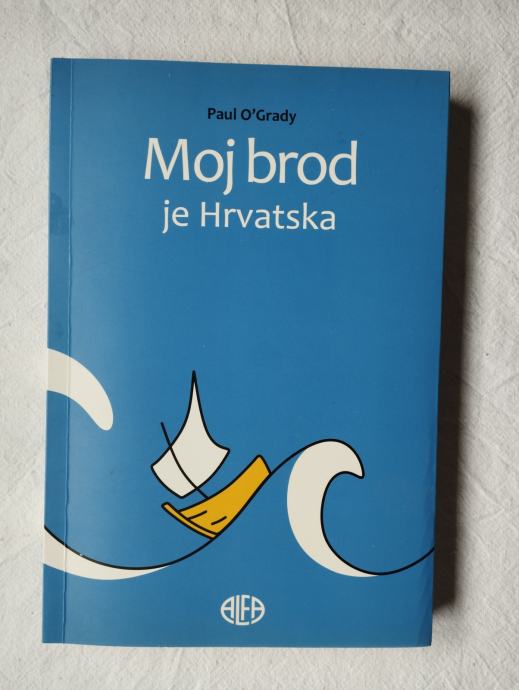 Paul O'Grady
Moj brod
je Hrvatska
ALFA